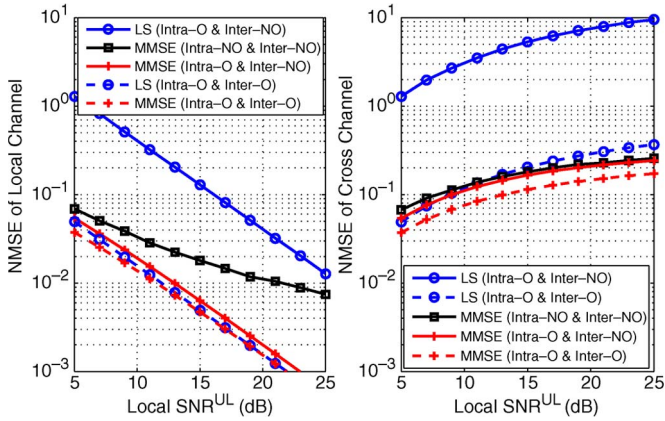 NMSE of Local Channel
10^1
10^0
10^−1
10^−2
10^−3
LS (Intra−O & Inter−NO)
MMSE (Intra−NO & Inter−NO)
MMSE (Intra−O & Inter−NO)
LS (Intra−O & Inter−O)
MMSE (Intra−O & Inter−O)
5 10 15 20 25
Local SNR^UL (dB)
NMSE of Cross Channel
10^1
10^0
10^−1
10^−2
10^−3
LS (Intra−O & Inter−NO)
LS (Intra−O & Inter−O)
MMSE (Intra−NO & Inter−NO)
MMSE (Intra−O & Inter−NO)
MMSE (Intra−O & Inter−O)
5 10 15 20 25
Local SNR^UL (dB)